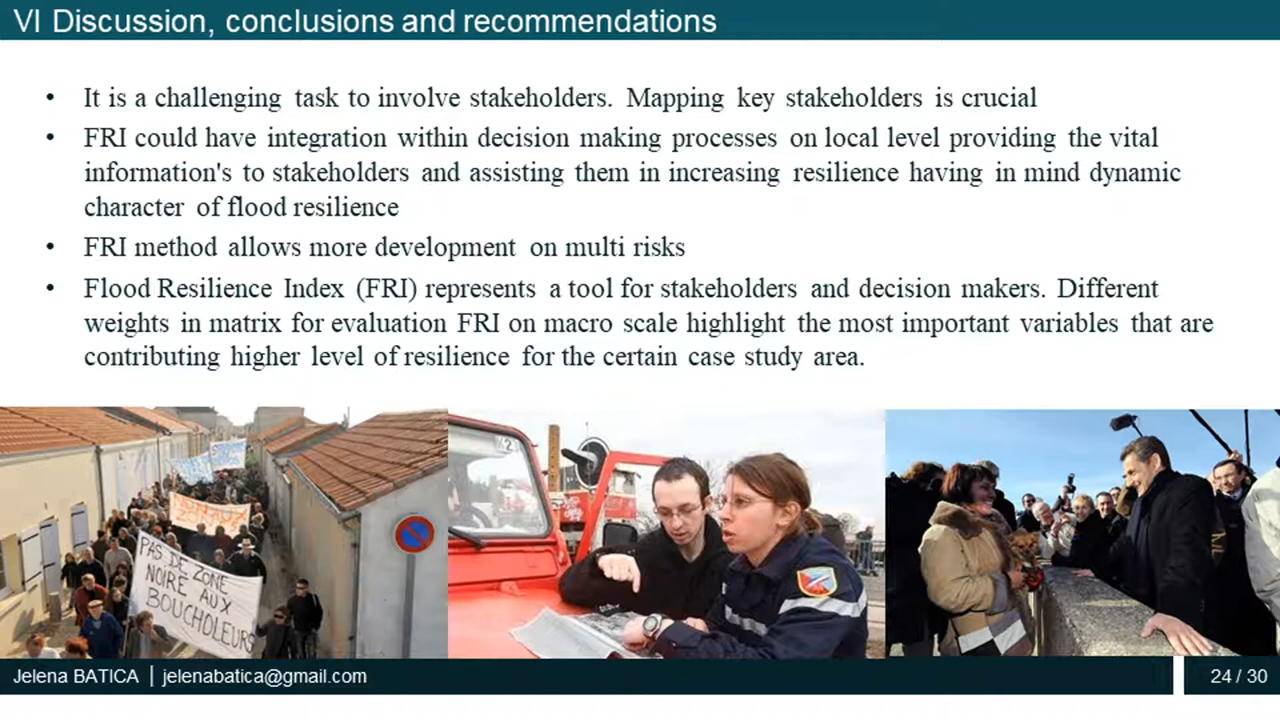 VI Discussion, conclusions and recommendations
• It is a challenging task to involve stakeholders. Mapping key stakeholders is crucial
• FRI could have integration within decision making processes on local level providing the vital
information's to stakeholders and assisting them in increasing resilience having in mind dynamic
character of flood resilience
• FRI method allows more development on multi risks
• Flood Resilience Index (FRI) represents a tool for stakeholders and decision makers. Different
weights in matrix for evaluation FRI on macro scale highlight the most important variables that are
contributing higher level of resilience for the certain case study area.
PAS DE ZONE
NOIRE AUX
BOUCHOLEURS
Jelena BATICA | jelenabatica@gmail.com
24 / 30